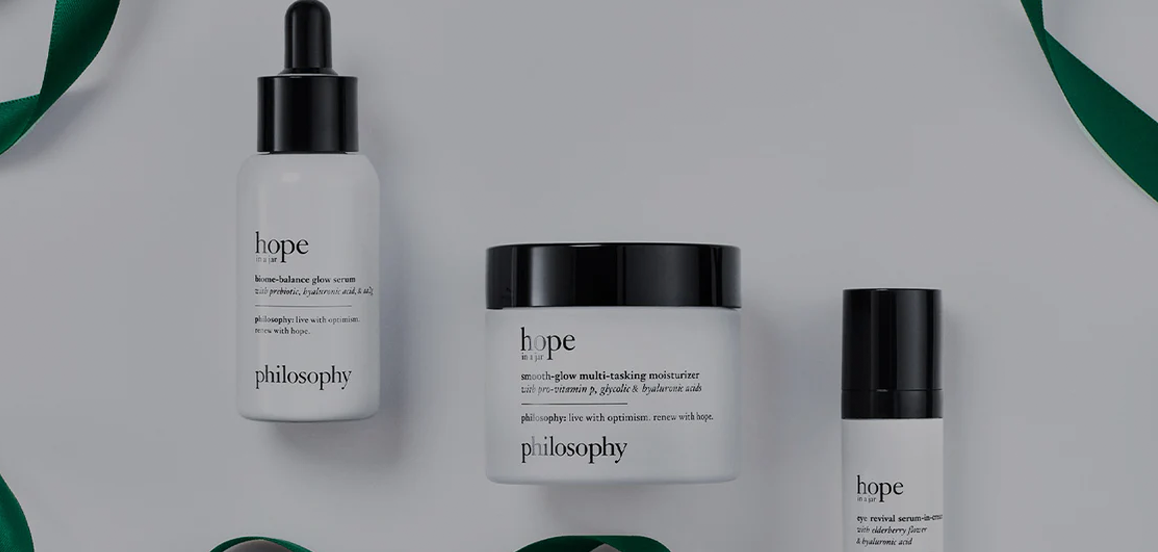 hope
in a jar
biome-balance glow serum
with prebiotic, hyaluronic acid, &
philosophy: live with optimism.
renew with hope.
philosophy
hope
in a jar
smooth-glow multi-tasking moisturizer
with pro-vitamin p, glycolic & hyaluronic acids
philosophy: live with optimism. renew with hope.
philosophy
hope
in a jar
eye revival serum-in-cream
with elderberry flower
& hyaluronic acid